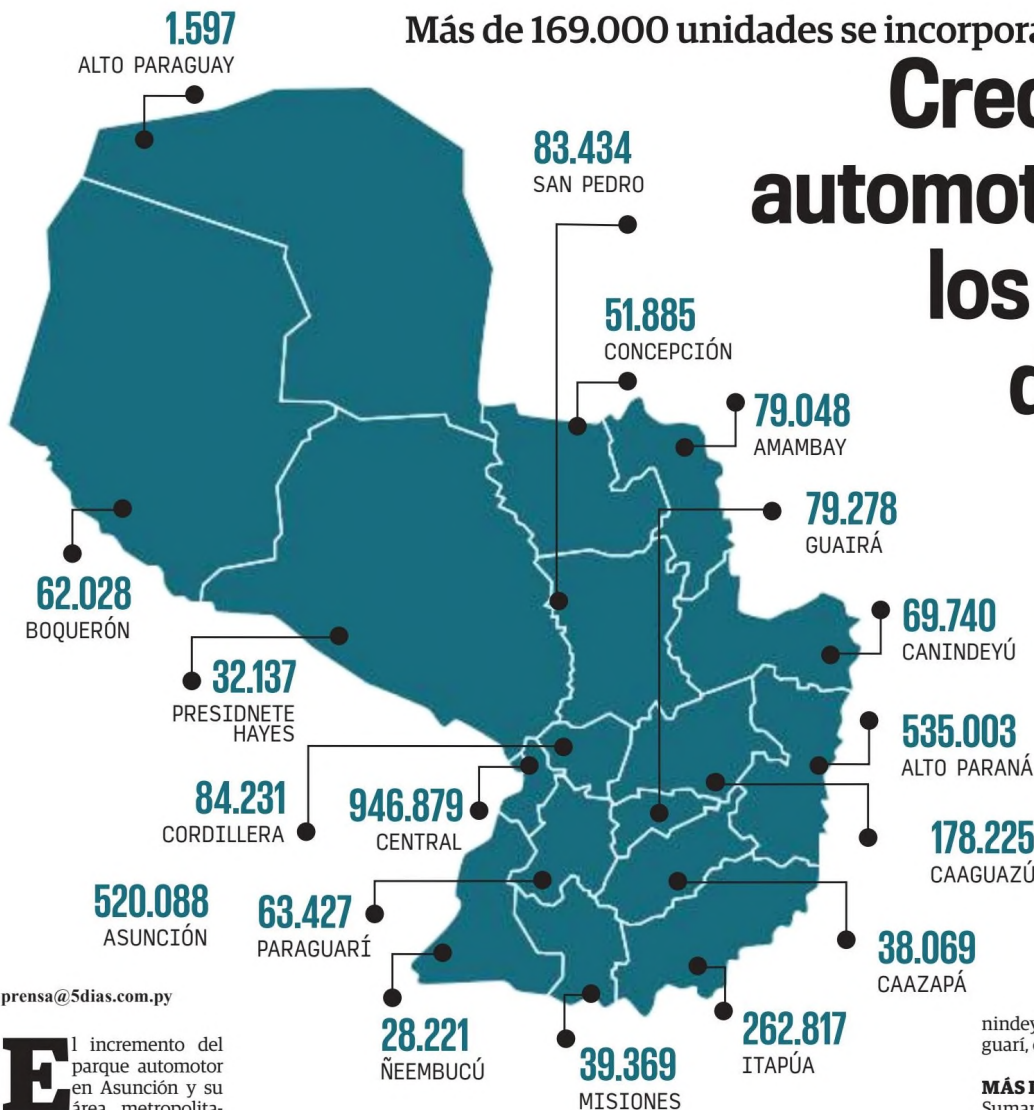 Más de 169.000 unidades se incorpora
Crec
automot
los
1.597
ALTO PARAGUAY
83.434
SAN PEDRO
51.885
CONCEPCIÓN
79.048
AMAMBAY
79.278
GUAIRÁ
62.028
BOQUERÓN
69.740
CANINDEYÚ
32.137
PRESIDNETE
HAYES
535.003
ALTO PARANÁ
84.231
CORDILLERA
946.879
CENTRAL
178.225
CAAGUAZÚ
520.088
ASUNCIÓN
63.427
PARAGUARÍ
38.069
CAAZAPÁ
28.221
ÑEEMBUCÚ
39.369
MISIONES
262.817
ITAPÚA
prensa@5dias.com.py
El incremento del
parque automotor
en Asunción y su
área metropolita-
nindey
guarí,
MÁS
Sumar